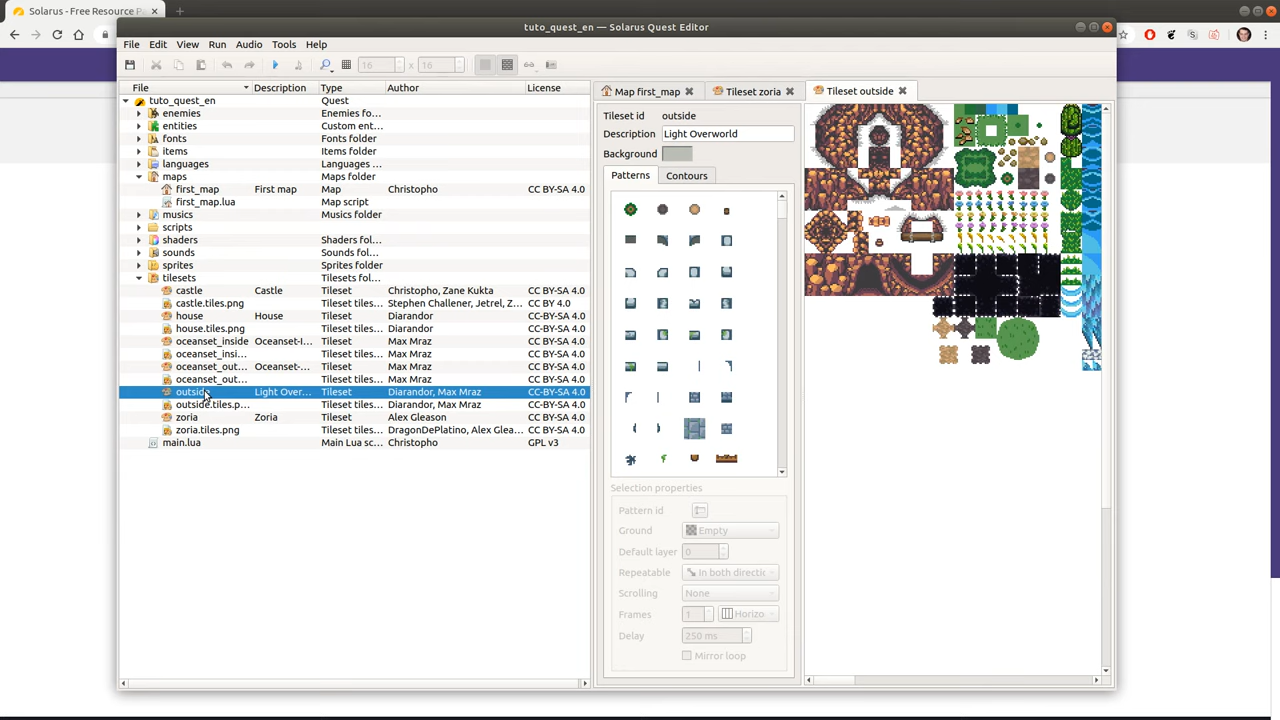 Solarus - Free Resource P
tuto_quest_en — Solarus Quest Editor
File Edit View Run Audio Tools Help
16 x 16
File Description Type Author License
tuto_quest_en Quest
enemies Enemies fo...
entities Custom ent...
fonts Fonts folder
items Items folder
languages Languages ...
maps Maps folder
first_map First map Map Christopho CC BY-SA 4.0
first_map.lua Map script
musics Musics folder
scripts
shaders Shaders fol...
sounds Sounds fol...
sprites Sprites folder
tilesets Tilesets fol...
castle Castle Tileset Christopho, Zane Kukta CC BY-SA 4.0
castle.tiles.png Tileset tiles... Stephen Challener, Jetrel, Z... CC BY 4.0
house House Tileset Diarandor CC BY-SA 4.0
house.tiles.png Tileset tiles... Diarandor CC BY-SA 4.0
oceanset_inside Oceanset-I... Tileset Max Mraz CC BY-SA 4.0
oceanset_insi... Tileset tiles... Max Mraz CC BY-SA 4.0
oceanset_out... Oceanset-... Tileset Max Mraz CC BY-SA 4.0
oceanset_out... Tileset tiles... Max Mraz CC BY-SA 4.0
outside Light Over... Tileset Diarandor, Max Mraz CC-BY-SA 4.0
outside.tiles.p... Tileset tiles... Diarandor, Max Mraz CC-BY-SA 4.0
zoria Zoria Tileset Alex Gleason CC BY-SA 4.0
zoria.tiles.png Tileset tiles... DragonDePlatino, Alex Glea... CC BY-SA 4.0
main.lua Main Lua sc... Christopho GPL v3
Map first_map Tileset zoria Tileset outside
Tileset id outside
Description Light Overworld
Background
Patterns Contours
Selection properties
Pattern id
Ground Empty
Default layer 0
Repeatable In both directic
Scrolling None
Frames 1 Horizo
Delay 250 ms
Mirror loop